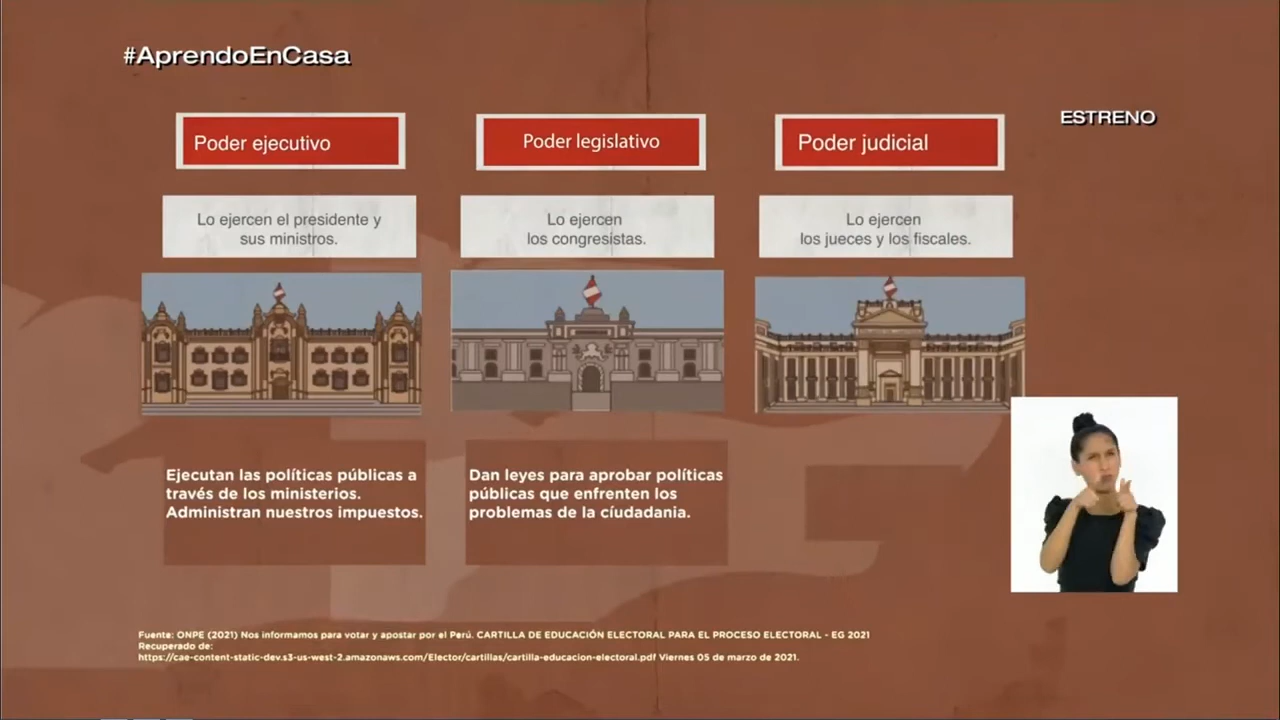 #AprendoEnCasa
ESTRENO
Poder ejecutivo
Lo ejercen el presidente y
sus ministros.
Ejecutan las políticas públicas a
través de los ministerios.
Administran nuestros impuestos.
Poder legislativo
Lo ejercen
los congresistas.
Dan leyes para aprobar políticas
públicas que enfrenten los
problemas de la cíudadania.
Poder judicial
Lo ejercen
los jueces y los fiscales.
Fuente: ONPE (2021) Nos informamos para votar y apostar por el Perú. CARTILLA DE EDUCACIÓN ELECTORAL PARA EL PROCESO ELECTORAL - EG 2021
Recuperado de:
https://cae-content-static-dev.s3-us-west-2.amazonaws.com/Elector/cartillas/cartilla-educacion-electoral.pdf Viernes 05 de marzo de 2021.